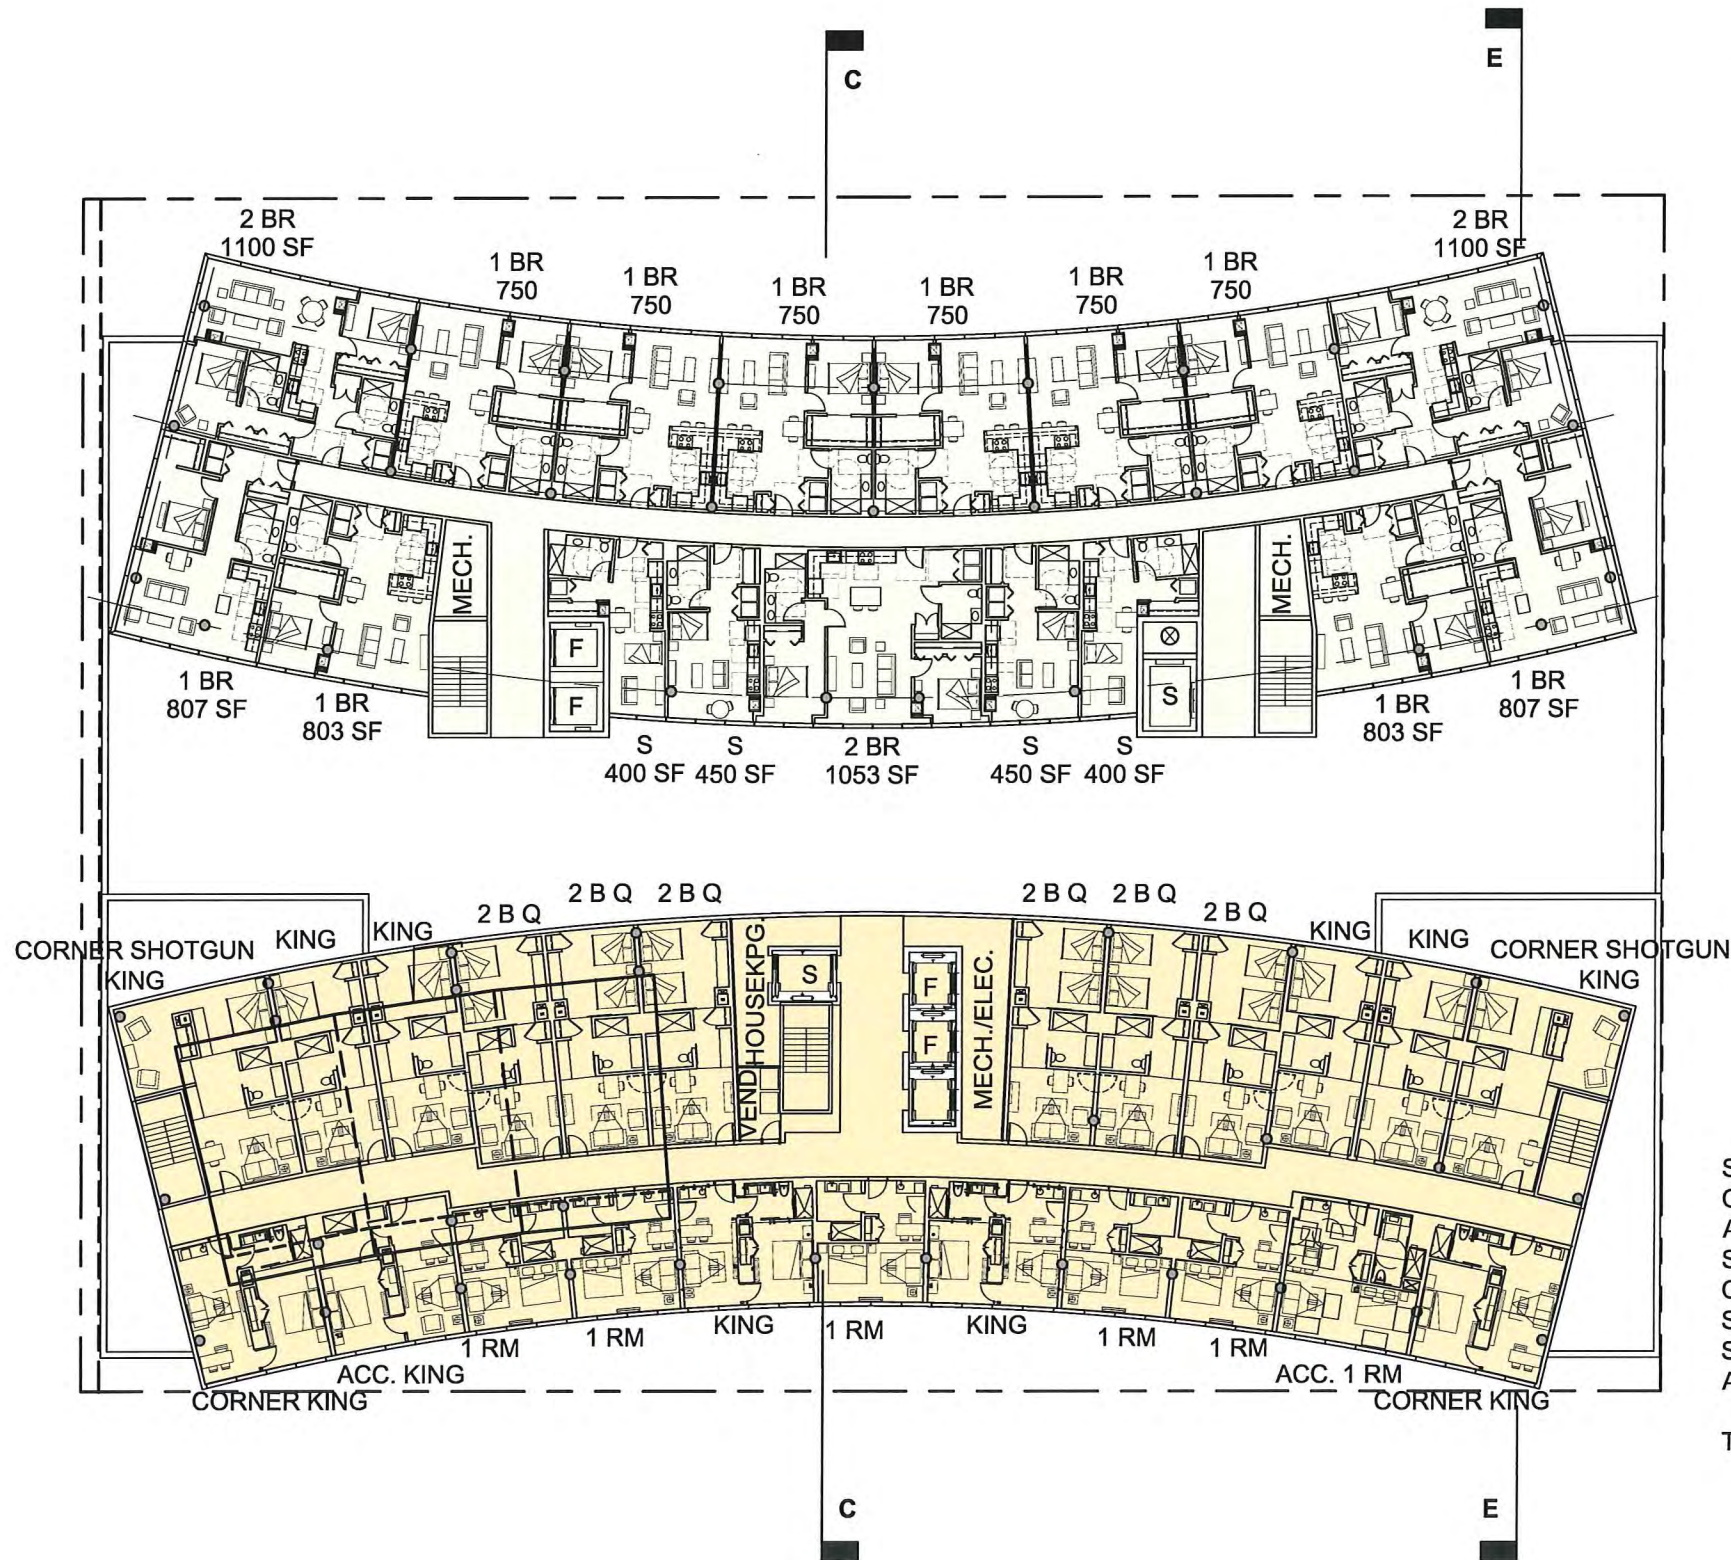 C
E
2 BR
1100 SF
1 BR
750
1 BR
750
1 BR
750
1 BR
750
1 BR
750
1 BR
750
2 BR
1100 SF
MECH.
MECH.
F
F
S
1 BR
807 SF
1 BR
803 SF
S
400 SF
S
450 SF
2 BR
1053 SF
S
450 SF
S
400 SF
1 BR
803 SF
1 BR
807 SF
CORNER SHOTGUN
KING
KING
KING
2 B Q
2 B Q
2 B Q
2 B Q
2 B Q
2 B Q
KING
KING
CORNER SHOTGUN
KING
VEND
HOUSEKPG.
S
F
F
MECH./ELEC.
CORNER KING
ACC. KING
1 RM
1 RM
KING
1 RM
KING
1 RM
1 RM
ACC. 1 RM
CORNER KING
C
E